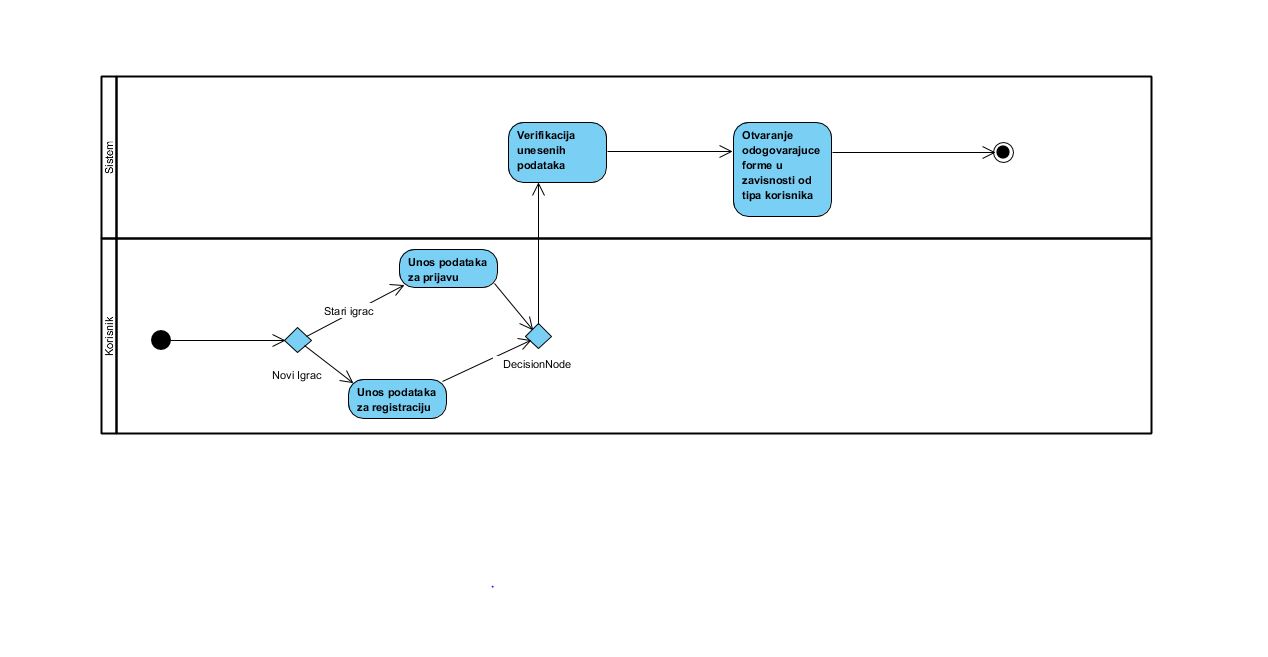 Sistem
Verifikacija
unesenih
podataka
Otvaranje
odogovarajuce
forme u
zavisnosti od
tipa korisnika
Korisnik
Unos podataka
za prijavu
Stari igrac
Novi Igrac
DecisionNode
Unos podataka
za registraciju